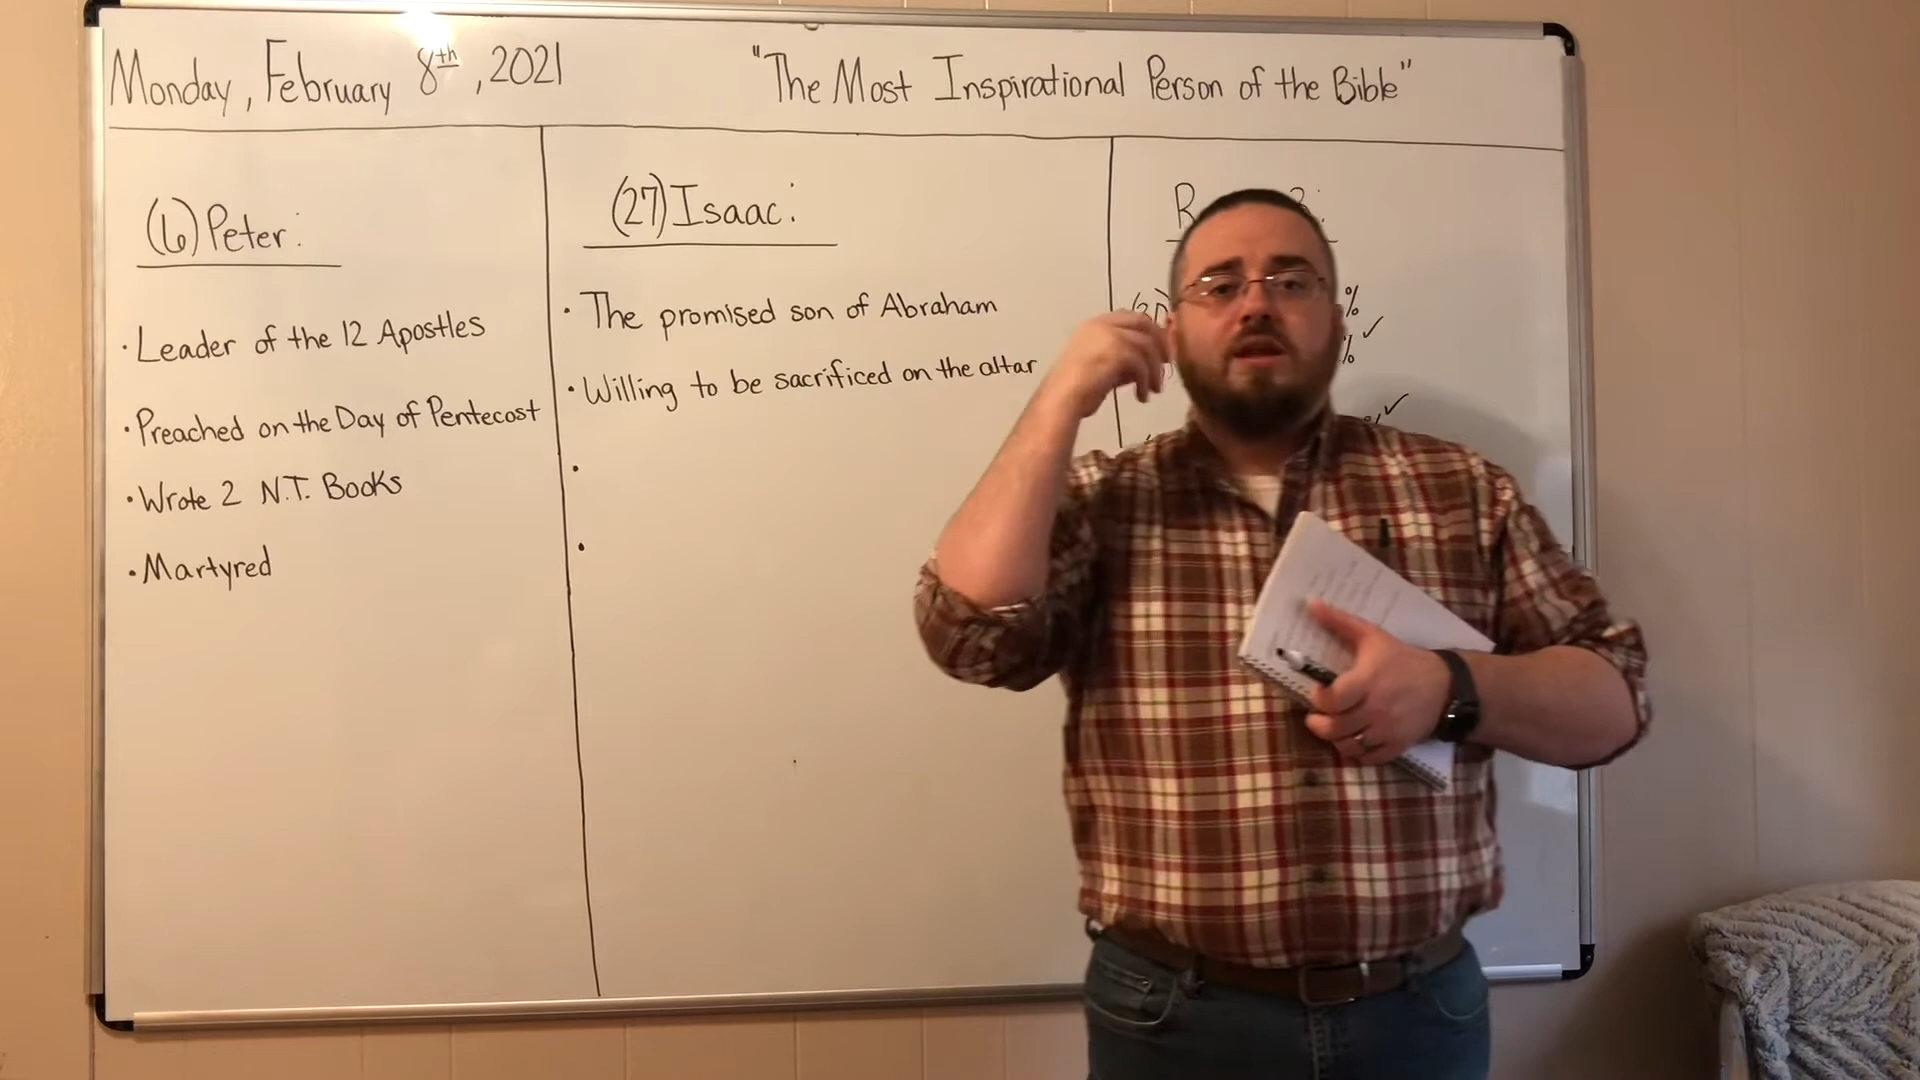 Monday, February 8th, 2021
"The Most Inspirational Person of the Bible"
(6) Peter:
• Leader of the 12 Apostles
• Preached on the Day of Pentecost
• Wrote 2 N.T. Books
• Martyred
(27) Isaac:
• The promised son of Abraham
• Willing to be sacrificed on the altar
•
•
%
% ✓